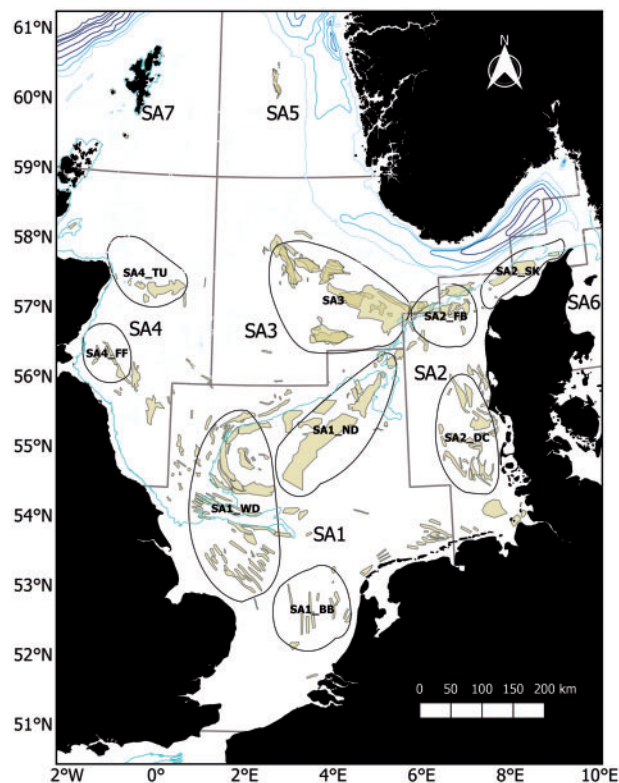 61°N
N
60°N
SA7
SA5
59°N
58°N
SA4_TU
SA2_SK
SA3
57°N
SA2_FB
SA6
SA4
SA3
SA4_FF
56°N
SA2
SA1_ND
SA2_DC
55°N
SA1_WD
54°N
SA1
53°N
SA1_BB
52°N
0 50 100 150 200 km
51°N
2°W 0° 2°E 4°E 6°E 8°E 10°E